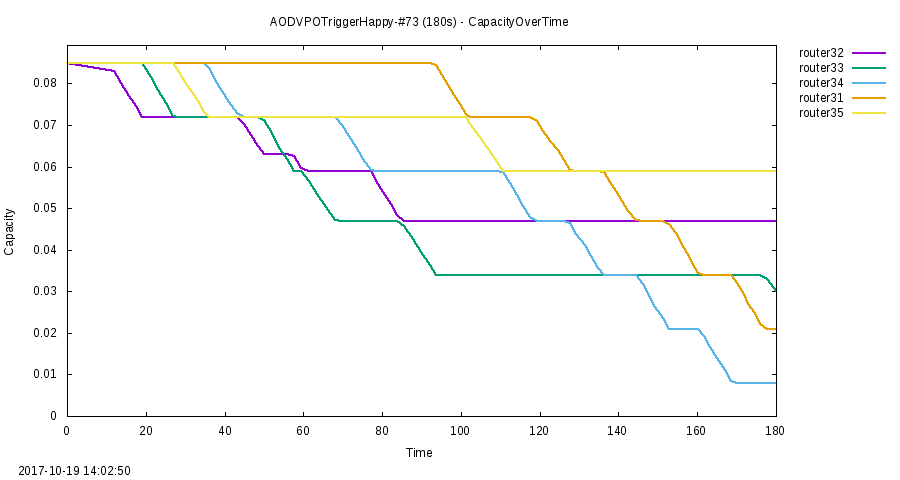 AODVPOTriggerHappy-#73 (180s) - CapacityOverTime
router32
router33
router34
router31
router35
0.08
0.07
0.06
0.05
0.04
0.03
0.02
0.01
0
Capacity
0 20 40 60 80 100 120 140 160 180
Time
2017-10-19 14:02:50